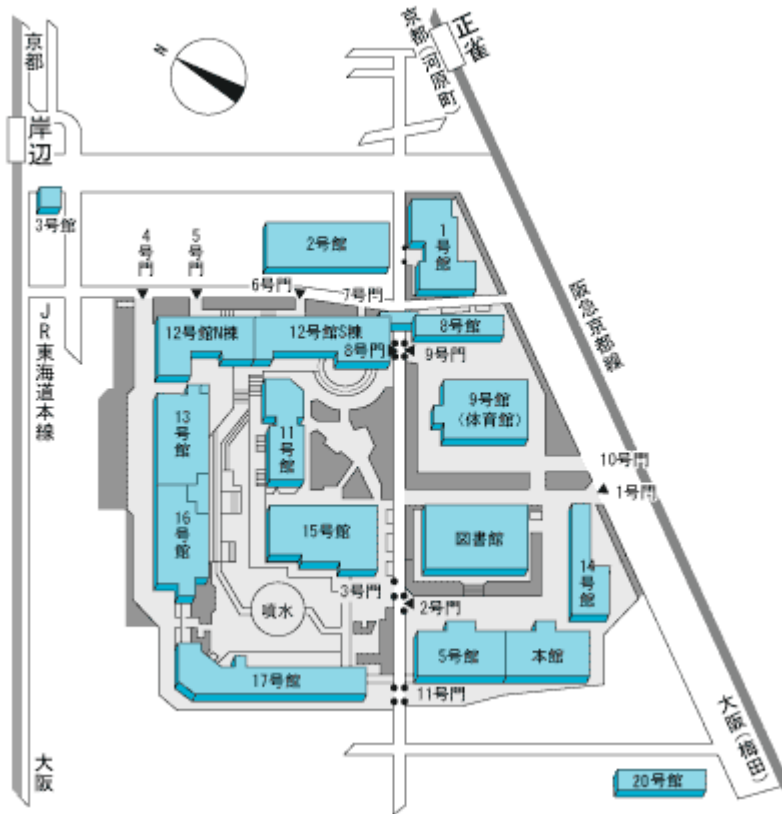 京都
岸辺
N
京都(河原町)
正雀
3号館
4号門
5号門
2号館
1号館
6号門
7号門
JR東海道本線
阪急京都線
12号館N棟
12号館S棟
8号館
8号門
9号門
13号館
11号館
9号館
(体育館)
10号門
1号門
16号館
15号館
図書館
14号館
3号門
噴水
2号門
5号館
本館
17号館
11号門
大阪
大阪(梅田)
20号館